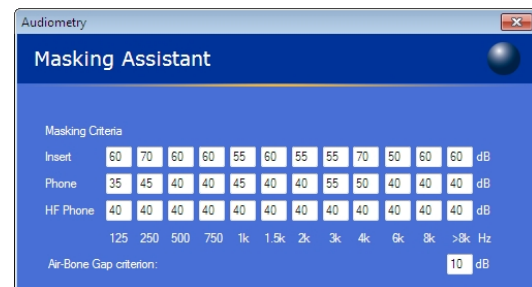 Audiometry
Masking Assistant
Masking Criteria
Insert 60 70 60 60 55 60 55 55 70 50 60 60 dB
Phone 35 45 40 40 45 40 40 55 50 40 40 40 dB
HF Phone 40 40 40 40 40 40 40 40 40 40 40 40 dB
125 250 500 750 1k 1.5k 2k 3k 4k 6k 8k >8k Hz
Air-Bone Gap criterion: 10 dB